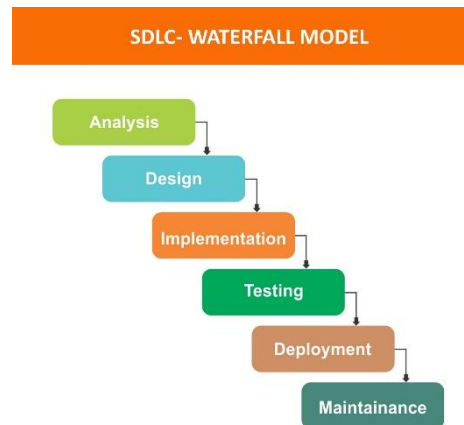 SDLC- WATERFALL MODEL
Analysis
Design
Implementation
Testing
Deployment
Maintainance